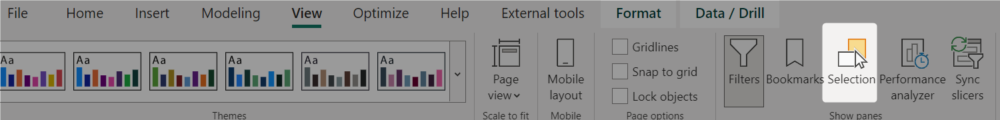 File Home Insert Modeling View Optimize Help External tools Format Data / Drill
Aa Aa Aa Aa Aa Aa
Page view
Mobile layout
Gridlines
Snap to grid
Lock objects
Filters Bookmarks Selection
Performance analyzer
Sync slicers
Themes Scale to fit Mobile Page options Show panes